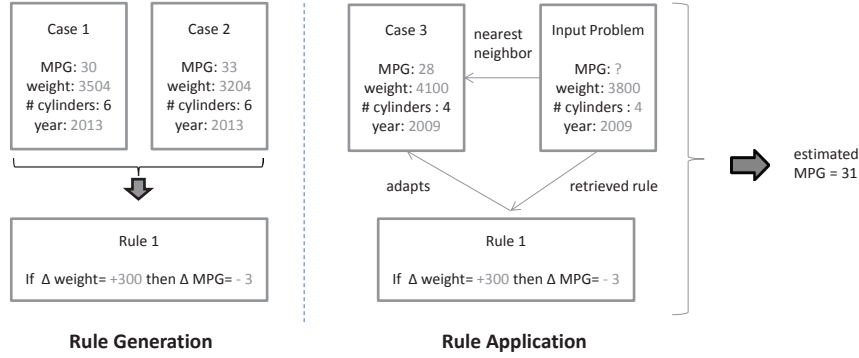 Case 1
MPG: 30
weight: 3504
# cylinders: 6
year: 2013
Case 2
MPG: 33
weight: 3204
# cylinders: 6
year: 2013
Rule 1
If Δ weight= +300 then Δ MPG= - 3
Rule Generation
Case 3
MPG: 28
weight: 4100
# cylinders : 4
year: 2009
nearest
neighbor
Input Problem
MPG: ?
weight: 3800
# cylinders : 4
year: 2009
adapts
retrieved rule
Rule 1
If Δ weight= +300 then Δ MPG= - 3
Rule Application
estimated
MPG = 31